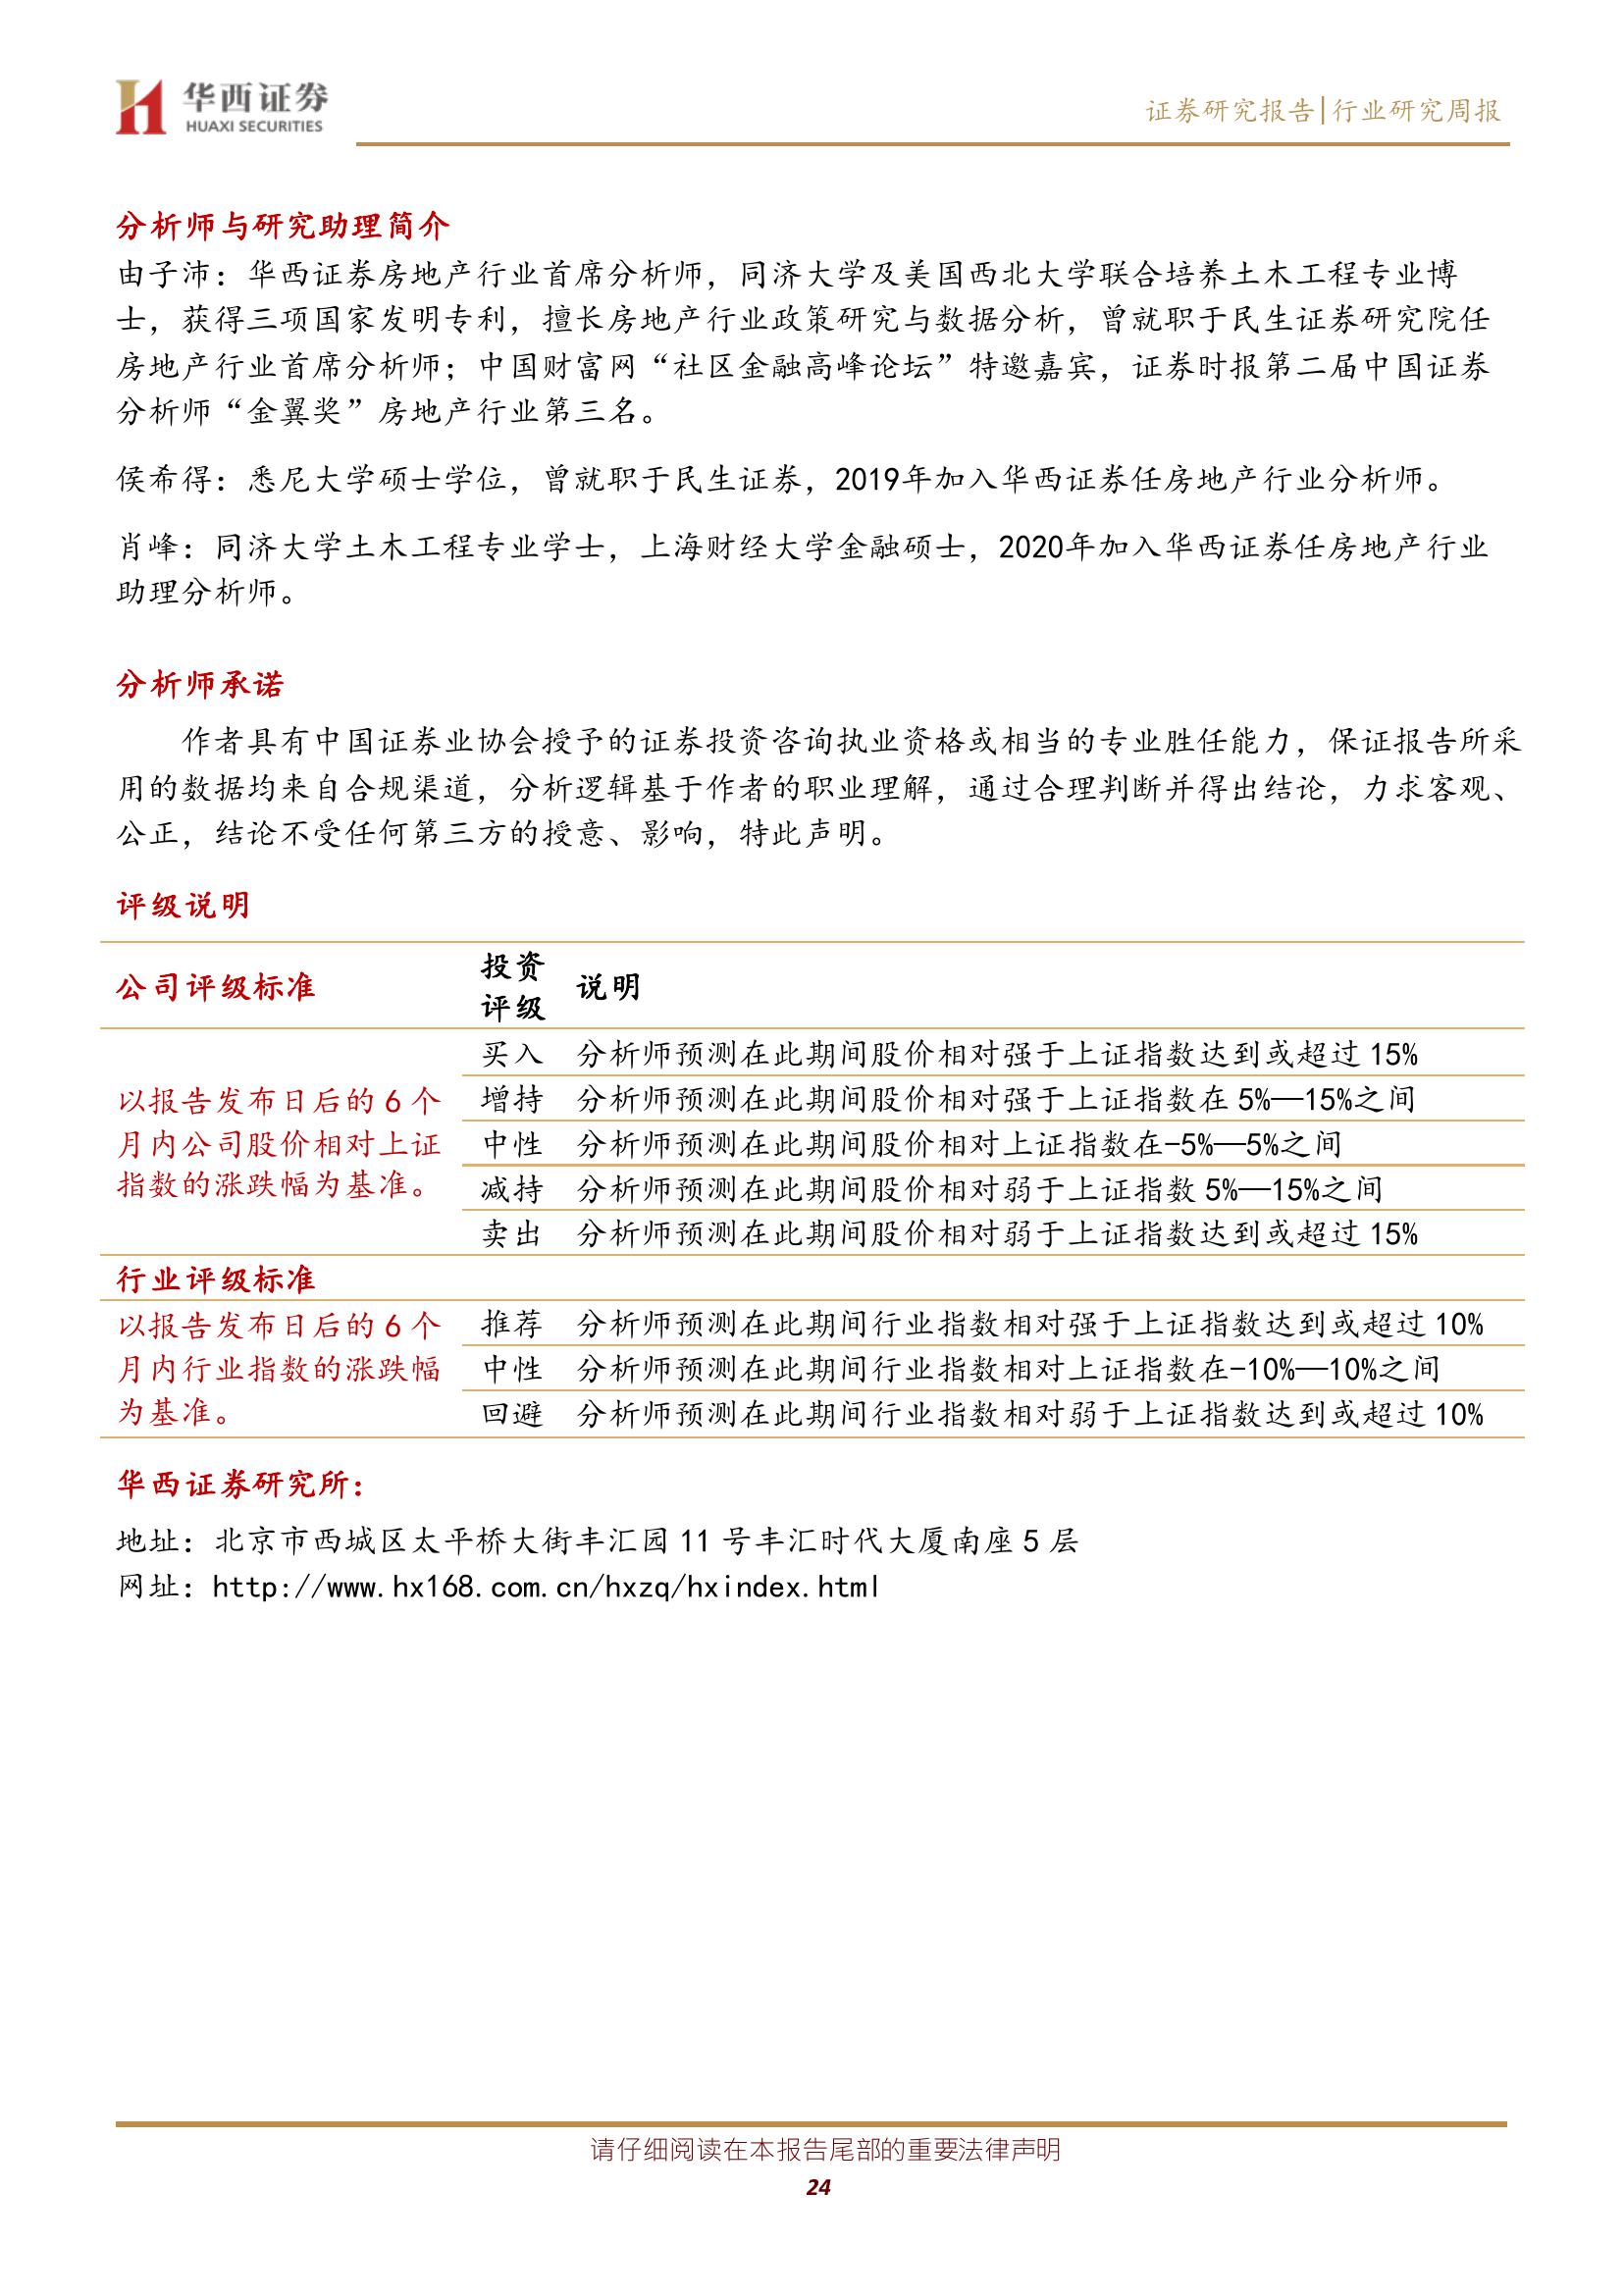 华西证券
HUAXI SECURITIES
证券研究报告|行业研究周报
分析师与研究助理简介
由子沛：华西证券房地产行业首席分析师，同济大学及美国西北大学联合培养土木工程专业博
士，获得三项国家发明专利，擅长房地产行业政策研究与数据分析，曾就职于民生证券研究院任
房地产行业首席分析师；中国财富网“社区金融高峰论坛”特邀嘉宾，证券时报第二届中国证券
分析师“金翼奖”房地产行业第三名。
侯希得：悉尼大学硕士学位，曾就职于民生证券，2019年加入华西证券任房地产行业分析师。
肖峰：同济大学土木工程专业学士，上海财经大学金融硕士，2020年加入华西证券任房地产行业
助理分析师。
分析师承诺
作者具有中国证券业协会授予的证券投资咨询执业资格或相当的专业胜任能力，保证报告所采
用的数据均来自合规渠道，分析逻辑基于作者的职业理解，通过合理判断并得出结论，力求客观、
公正，结论不受任何第三方的授意、影响，特此声明。
评级说明
公司评级标准 投资评级 说明
以报告发布日后的 6 个
月内公司股价相对上证
指数的涨跌幅为基准。
买入 分析师预测在此期间股价相对强于上证指数达到或超过 15%
增持 分析师预测在此期间股价相对强于上证指数在 5%—15%之间
中性 分析师预测在此期间股价相对上证指数在-5%—5%之间
减持 分析师预测在此期间股价相对弱于上证指数 5%—15%之间
卖出 分析师预测在此期间股价相对弱于上证指数达到或超过 15%
行业评级标准
以报告发布日后的 6 个
月内行业指数的涨跌幅
为基准。
推荐 分析师预测在此期间行业指数相对强于上证指数达到或超过 10%
中性 分析师预测在此期间行业指数相对上证指数在-10%—10%之间
回避 分析师预测在此期间行业指数相对弱于上证指数达到或超过 10%
华西证券研究所：
地址：北京市西城区太平桥大街丰汇园 11 号丰汇时代大厦南座 5 层
网址：http://www.hx168.com.cn/hxzq/hxindex.html
请仔细阅读在本报告尾部的重要法律声明
24